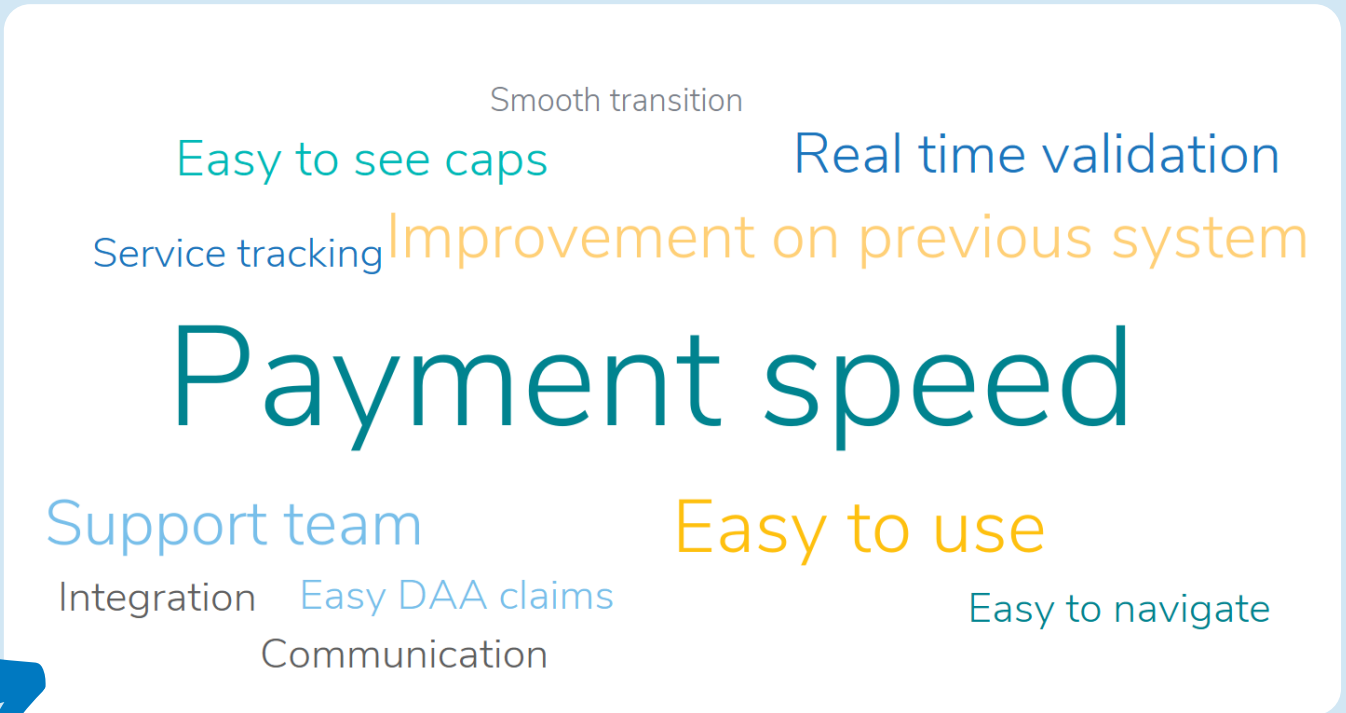 Smooth transition
Easy to see caps
Real time validation
Service tracking
Improvement on previous system
Payment speed
Support team
Easy to use
Integration
Easy DAA claims
Easy to navigate
Communication